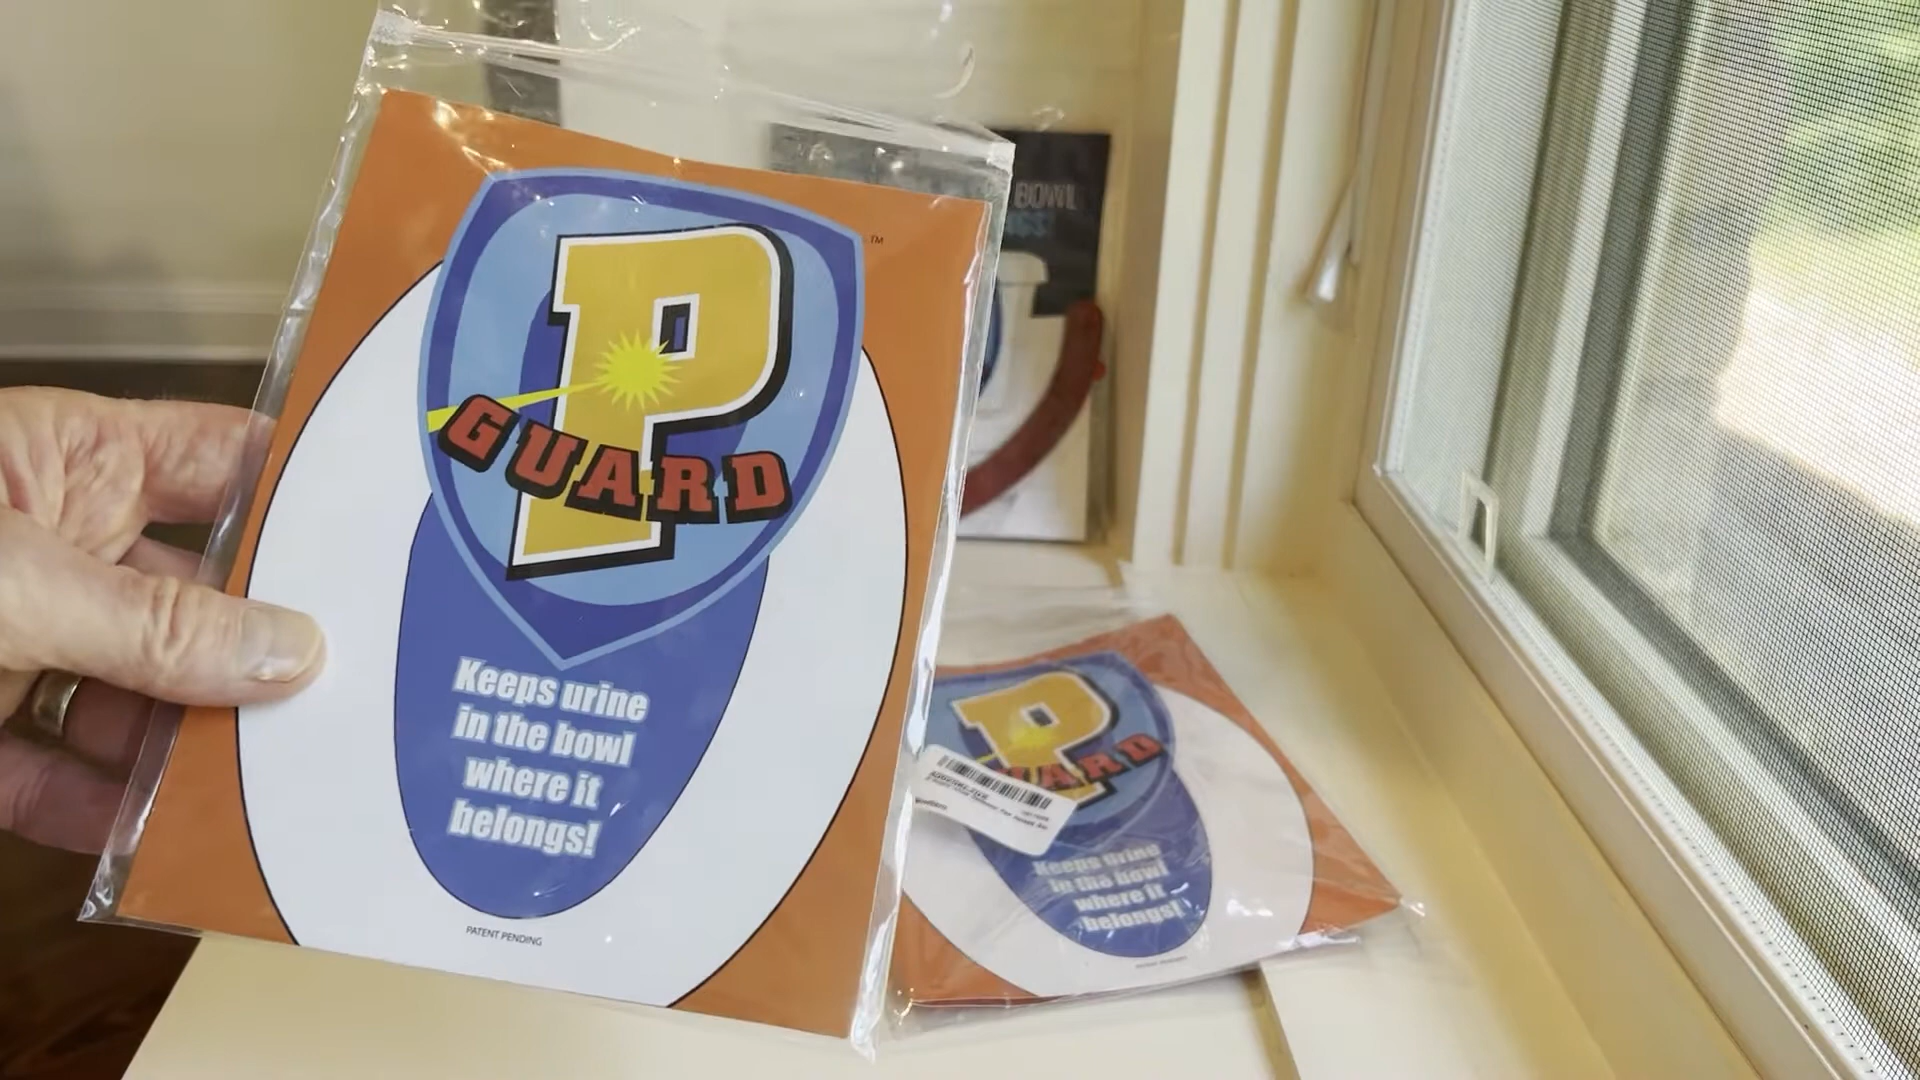 P
GUARD
TM
Keeps urine
in the bowl
where it
belongs!
PATENT PENDING
BOWL
P
ARD
Keeps urine
in the bowl
where it
belongs!